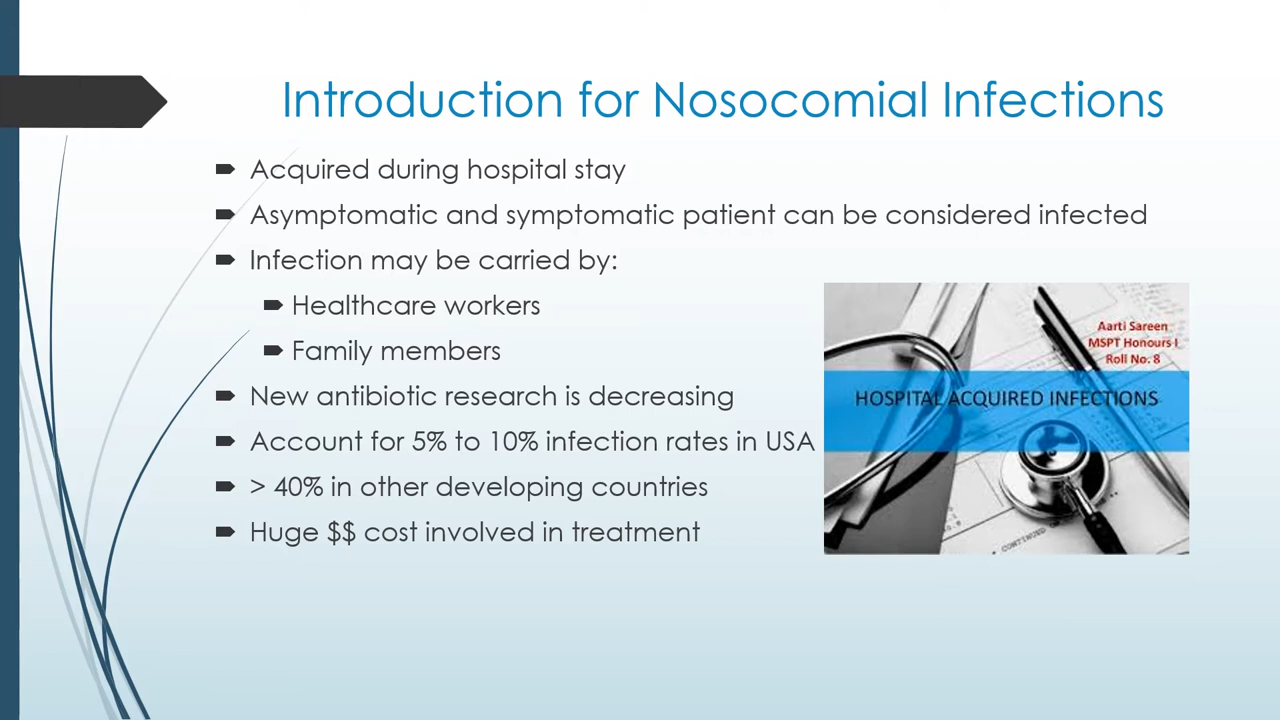 Introduction for Nosocomial Infections
Acquired during hospital stay
Asymptomatic and symptomatic patient can be considered infected
Infection may be carried by:
Healthcare workers
Family members
New antibiotic research is decreasing
Account for 5% to 10% infection rates in USA
> 40% in other developing countries
Huge $$ cost involved in treatment
Aarti Sareen
MSPT Honours I
Roll No. 8
HOSPITAL ACQUIRED INFECTIONS
CONTINUED